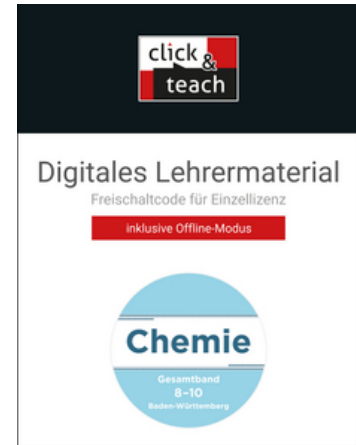 click &
teach
Digitales Lehrermaterial
Freischaltcode für Einzellizenz
inklusive Offline-Modus
Chemie
Gesamtband
8–10
Baden-Württemberg